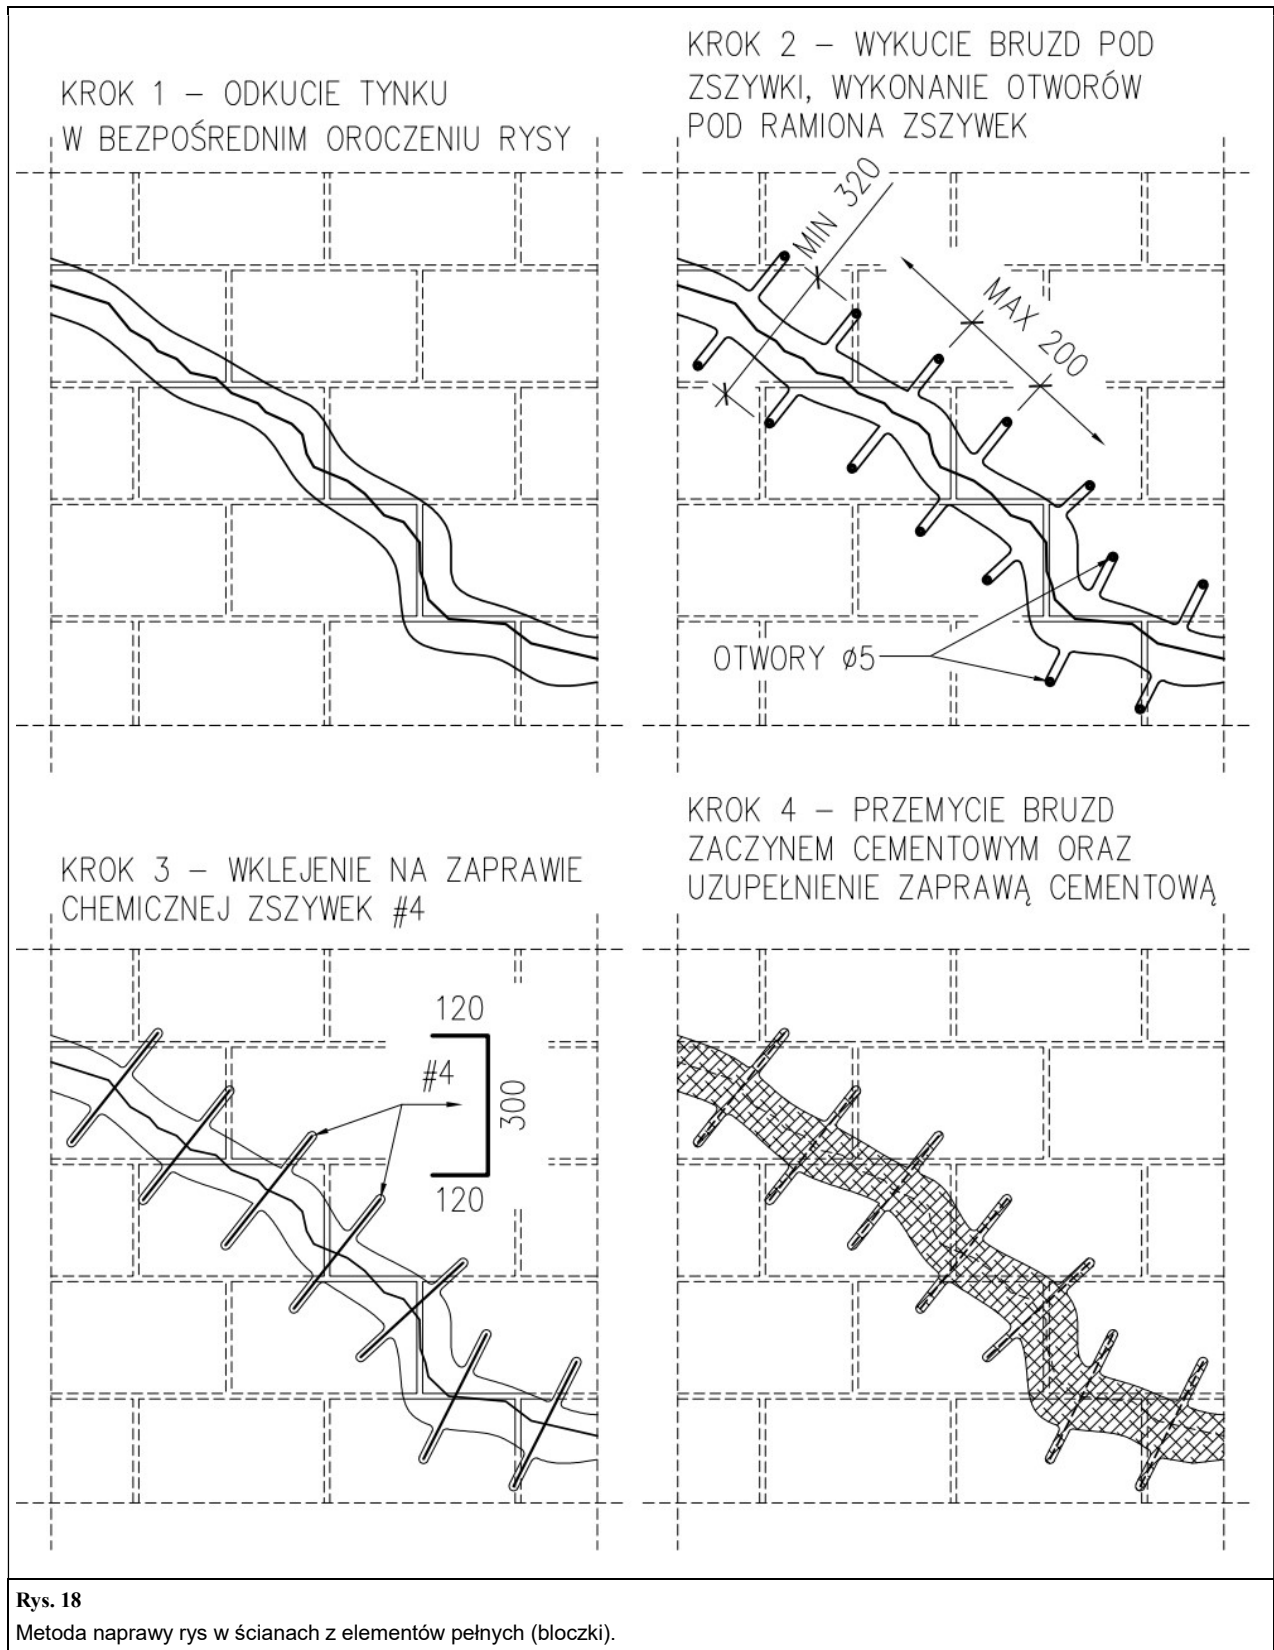 KROK 1 – ODKUCIE TYNKU
W BEZPOŚREDNIM OROCZENIU RYSY
KROK 2 – WYKUCIE BRUZD POD
ZSZYWKI, WYKONANIE OTWORÓW
POD RAMIONA ZSZYWEK
MIN 320
MAX 200
OTWORY ø5
KROK 3 – WKLEJENIE NA ZAPRAWIE
CHEMICZNEJ ZSZYWEK #4
120
#4
300
120
KROK 4 – PRZEMYCIE BRUZD
ZACZYNEM CEMENTOWYM ORAZ
UZUPEŁNIENIE ZAPRAWĄ CEMENTOWĄ
Rys. 18
Metoda naprawy rys w ścianach z elementów pełnych (bloczki).